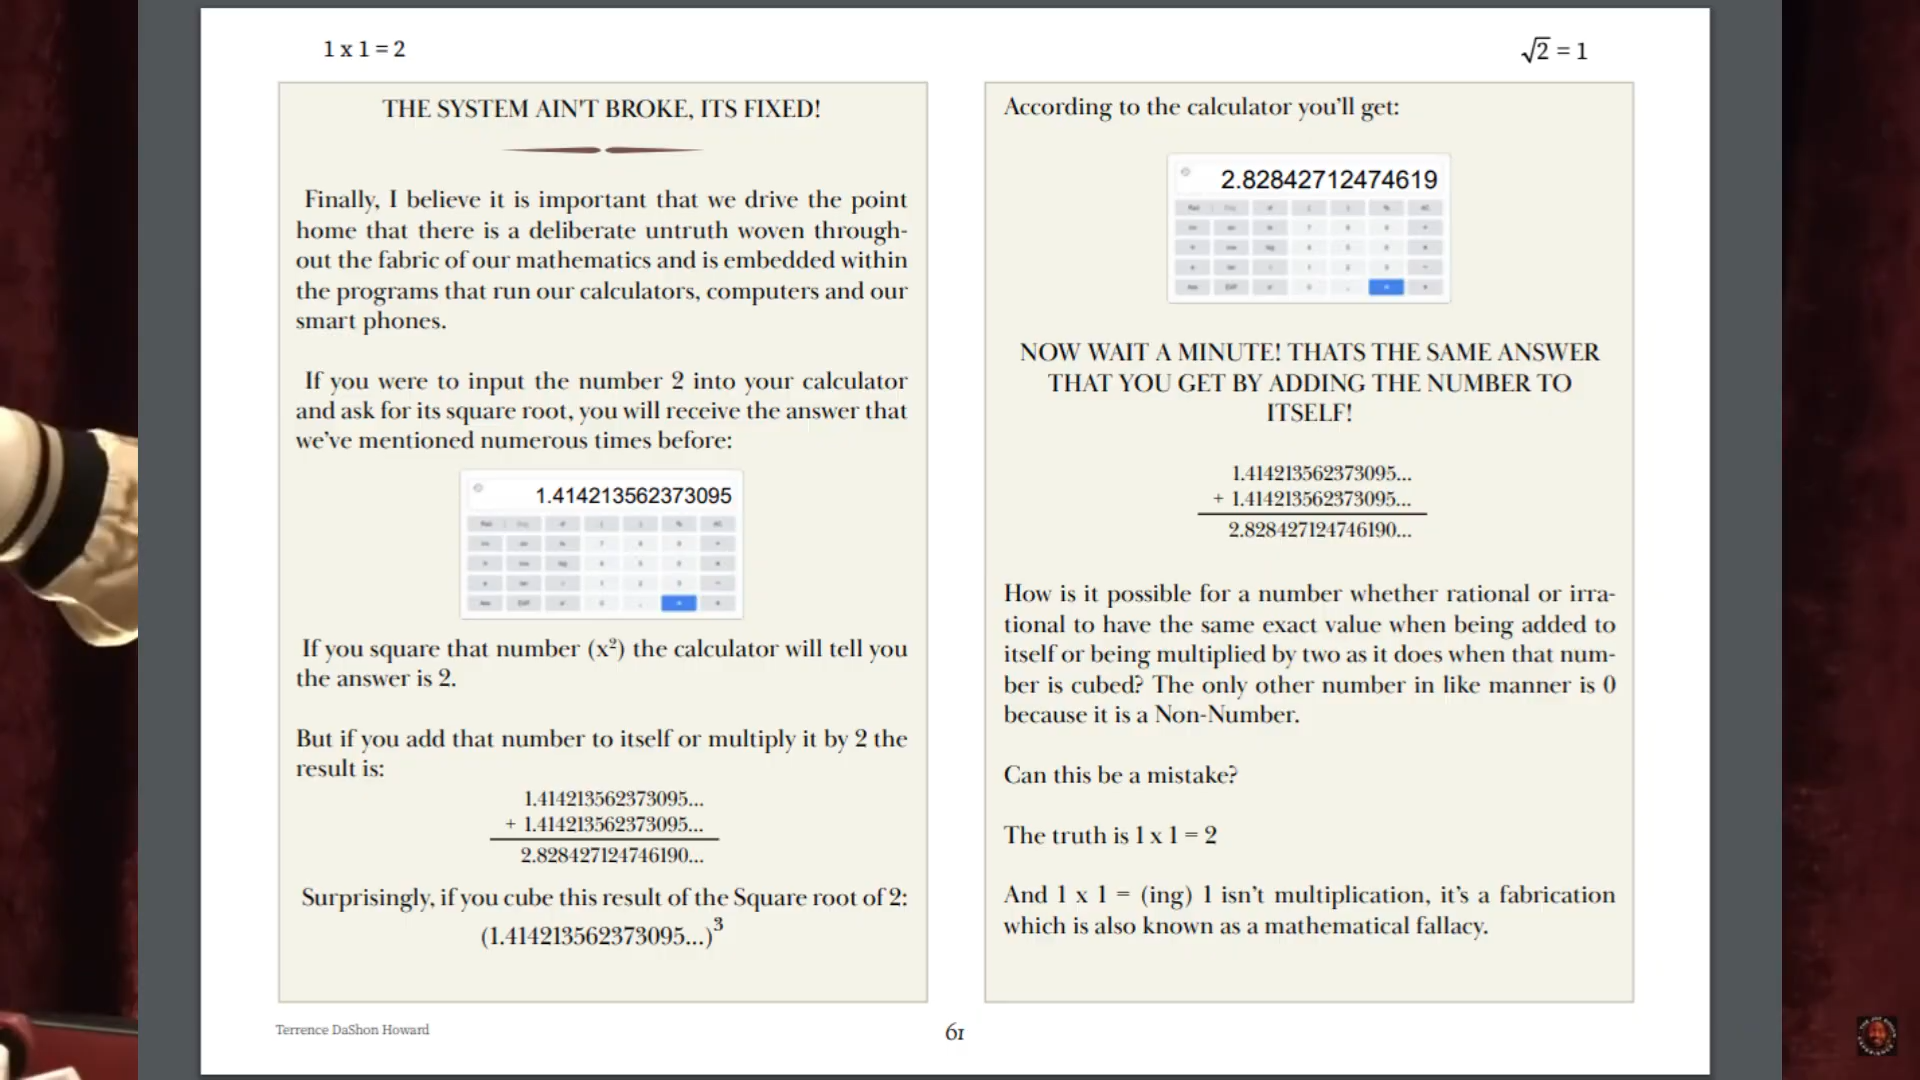 1 x 1 = 2
√2 = 1
THE SYSTEM AIN'T BROKE, ITS FIXED!
Finally, I believe it is important that we drive the point
home that there is a deliberate untruth woven through-
out the fabric of our mathematics and is embedded within
the programs that run our calculators, computers and our
smart phones.
If you were to input the number 2 into your calculator
and ask for its square root, you will receive the answer that
we've mentioned numerous times before:
1.414213562373095
If you square that number (x²) the calculator will tell you
the answer is 2.
But if you add that number to itself or multiply it by 2 the
result is:
1.414213562373095...
+ 1.414213562373095...
2.828427124746190...
Surprisingly, if you cube this result of the Square root of 2:
(1.414213562373095...)³
According to the calculator you'll get:
2.82842712474619
NOW WAIT A MINUTE! THATS THE SAME ANSWER
THAT YOU GET BY ADDING THE NUMBER TO
ITSELF!
1.414213562373095...
+ 1.414213562373095...
2.828427124746190...
How is it possible for a number whether rational or irra-
tional to have the same exact value when being added to
itself or being multiplied by two as it does when that num-
ber is cubed? The only other number in like manner is 0
because it is a Non-Number.
Can this be a mistake?
The truth is 1 x 1 = 2
And 1 x 1 = (ing) 1 isn't multiplication, it's a fabrication
which is also known as a mathematical fallacy.
Terrence DaShon Howard
61